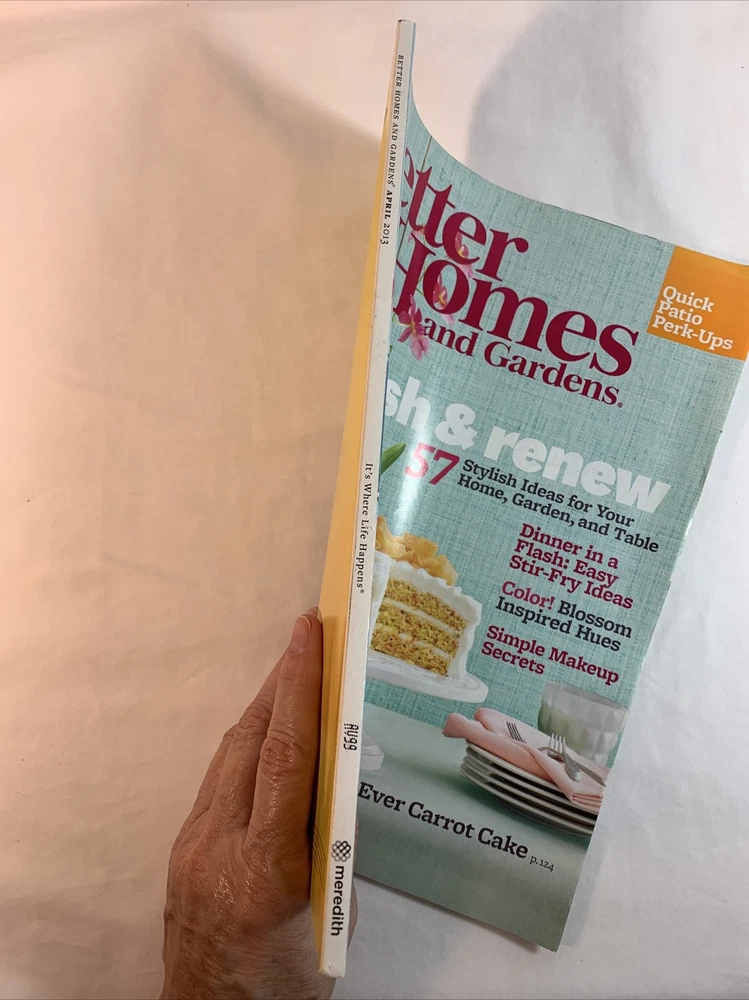 BETTER HOMES AND GARDENS® APRIL 2013
It's Where Life Happens®
meredith
etter
Homes
and Gardens.
Quick
Patio
Perk-Ups
sh & renew
57 Stylish Ideas for Your
Home, Garden, and Table
Dinner in a
Flash: Easy
Stir-Fry Ideas
Color! Blossom
Inspired Hues
Simple Makeup
Secrets
Ever Carrot Cake p.124